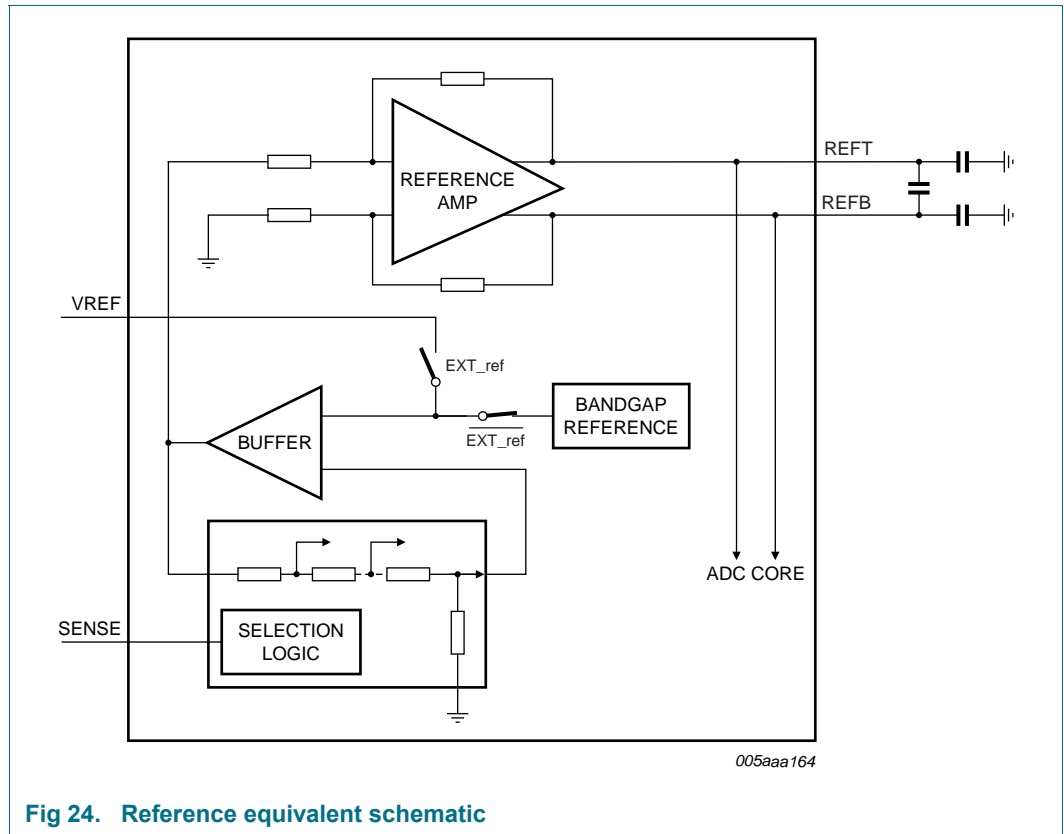 REFERENCE
AMP
REFT
REFB
VREF
EXT_ref
EXT_ref
BANDGAP
REFERENCE
BUFFER
ADC CORE
SENSE
SELECTION
LOGIC
005aaa164
Fig 24. Reference equivalent schematic